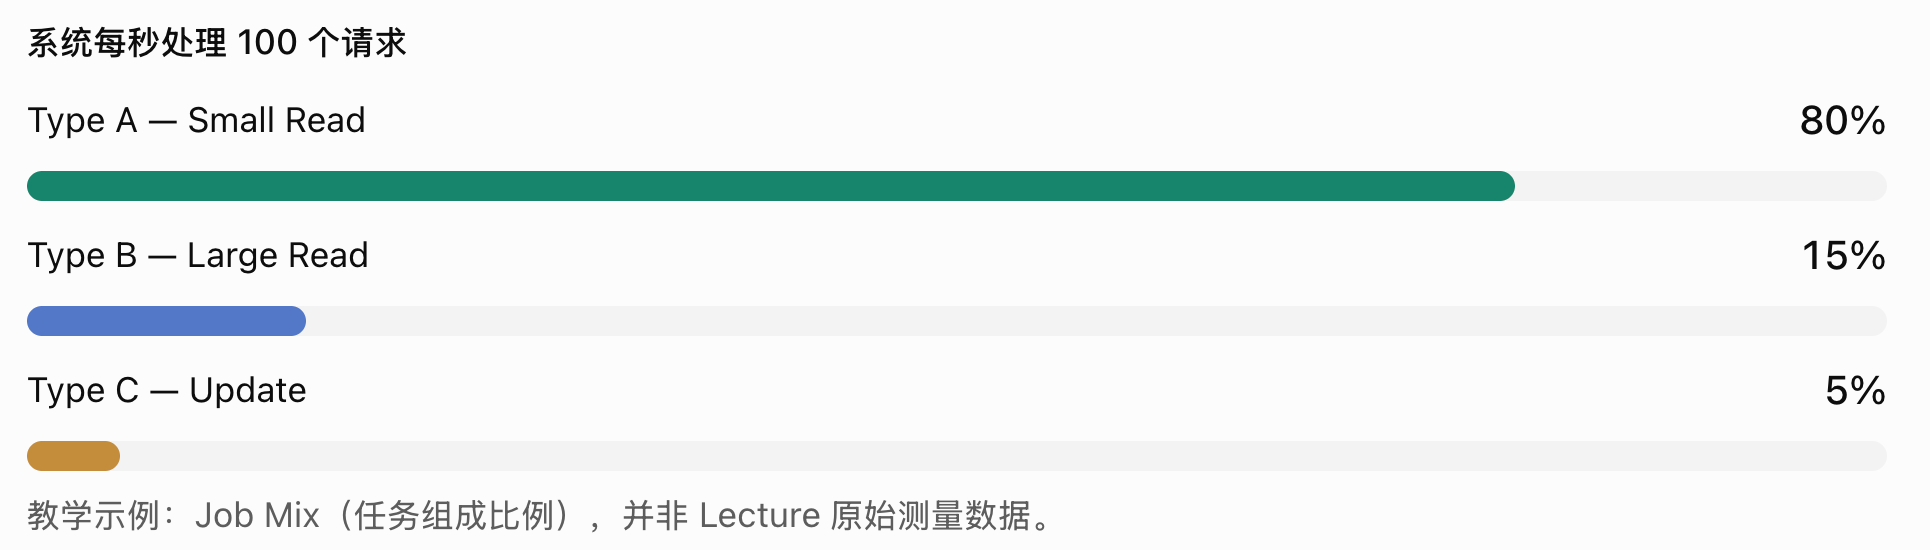 系统每秒处理 100 个请求
Type A — Small Read 80%
Type B — Large Read 15%
Type C — Update 5%
教学示例：Job Mix（任务组成比例），并非 Lecture 原始测量数据。